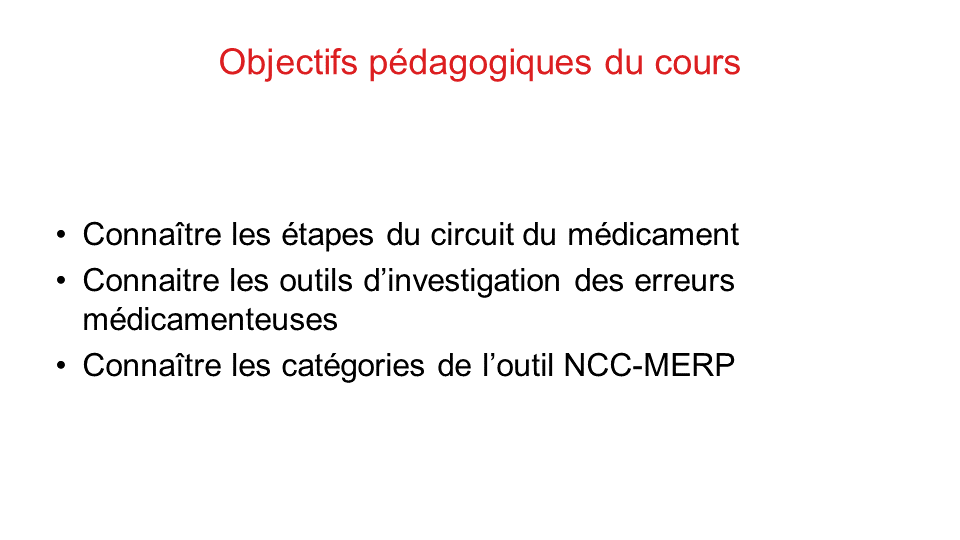 Objectifs pédagogiques du cours
• Connaître les étapes du circuit du médicament
• Connaitre les outils d’investigation des erreurs
médicamenteuses
• Connaître les catégories de l’outil NCC-MERP